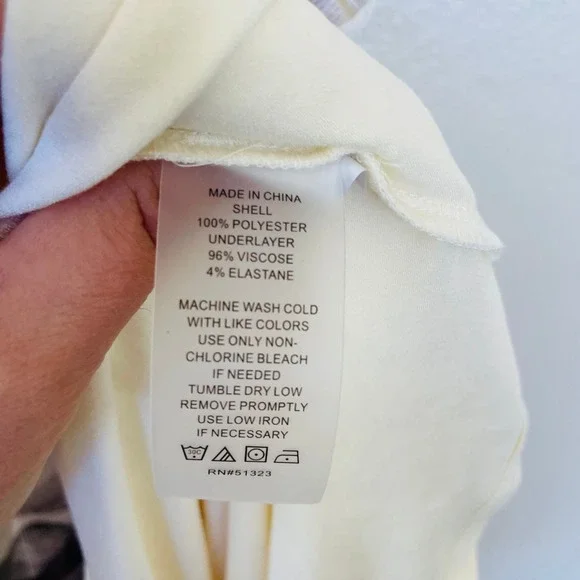 MADE IN CHINA
SHELL
100% POLYESTER
UNDERLAYER
96% VISCOSE
4% ELASTANE
MACHINE WASH COLD
WITH LIKE COLORS
USE ONLY NON-
CHLORINE BLEACH
IF NEEDED
TUMBLE DRY LOW
REMOVE PROMPTLY
USE LOW IRON
IF NECESSARY
30C
RN#51323